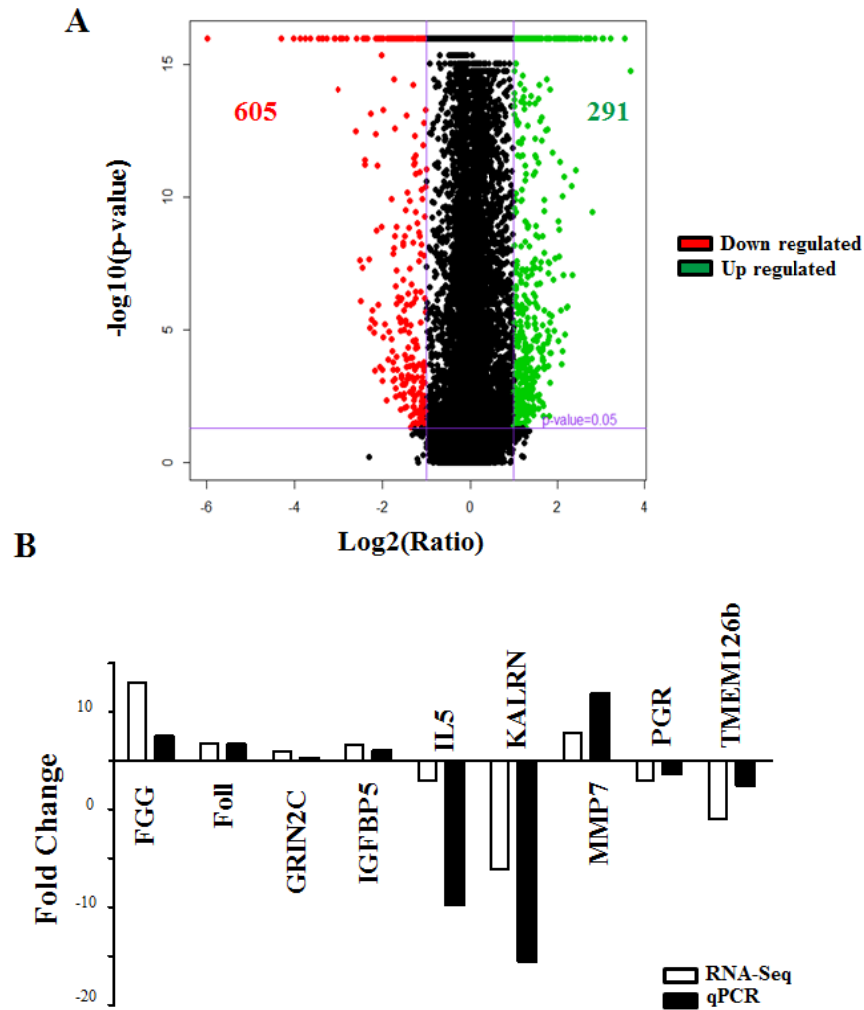 A
605
291
15
10
5
0
-log10(p-value)
p-value=0.05
-6
-4
-2
0
2
4
Log2(Ratio)
Down regulated
Up regulated
B
10
0
-10
-20
Fold Change
FGG
Foll
GRIN2C
IGFBP5
IL5
KALRN
MMP7
PGR
TMEM126b
RNA-Seq
qPCR